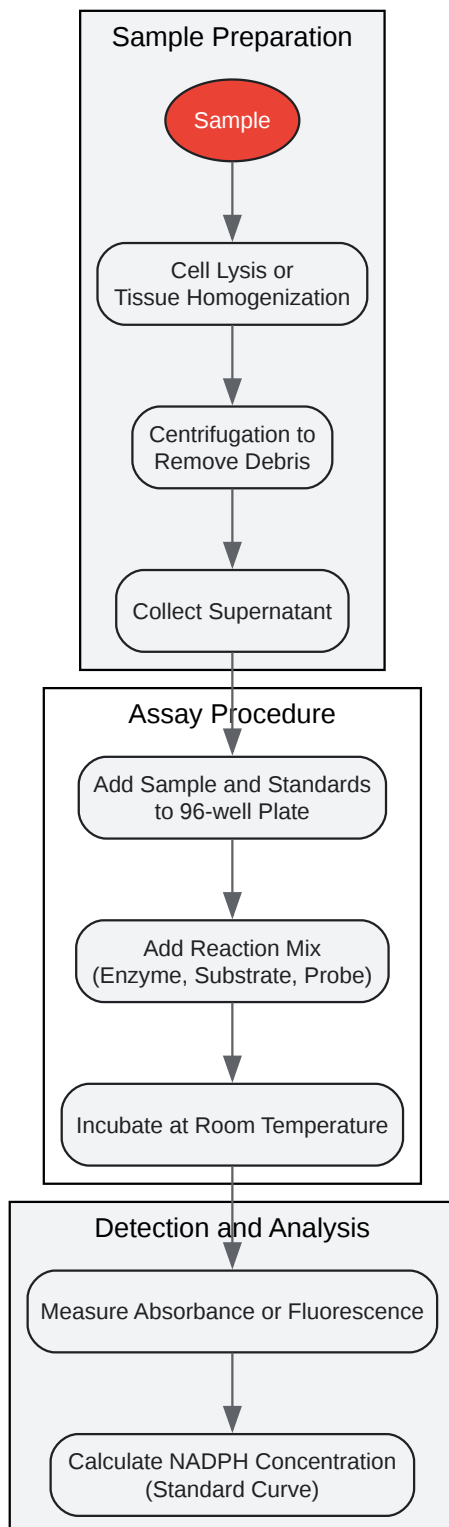 Sample Preparation
Sample
Cell Lysis or
Tissue Homogenization
Centrifugation to
Remove Debris
Collect Supernatant
Assay Procedure
Add Sample and Standards
to 96-well Plate
Add Reaction Mix
(Enzyme, Substrate, Probe)
Incubate at Room Temperature
Detection and Analysis
Measure Absorbance or Fluorescence
Calculate NADPH Concentration
(Standard Curve)